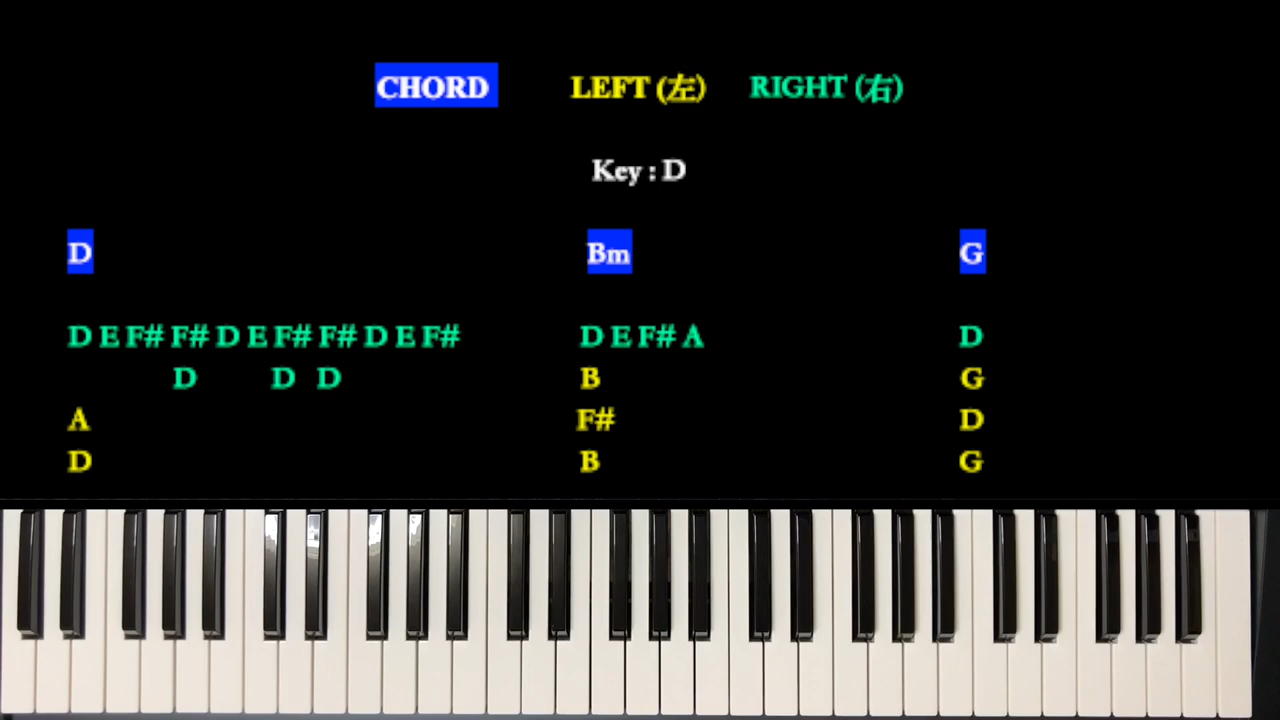 CHORD LEFT (左) RIGHT (右)
Key : D
D Bm G
D E F# F# D E F# F# D E F# D E F# A D
D D D B G
A F# D
D B G